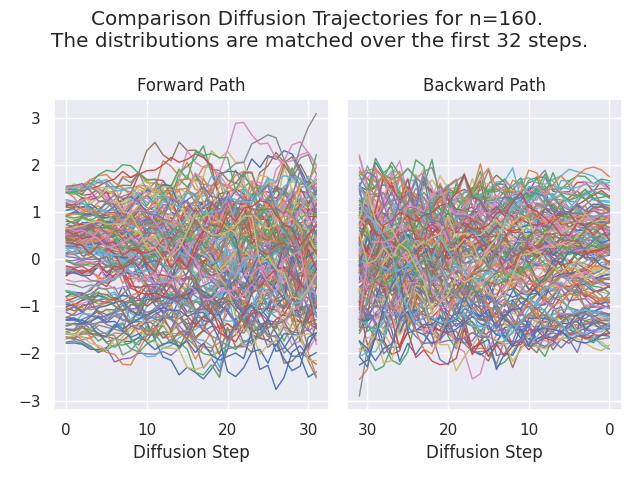 Comparison Diffusion Trajectories for n=160.
The distributions are matched over the first 32 steps.
Forward Path
Backward Path
3
2
1
0
−1
−2
−3
0 10 20 30
30 20 10 0
Diffusion Step
Diffusion Step